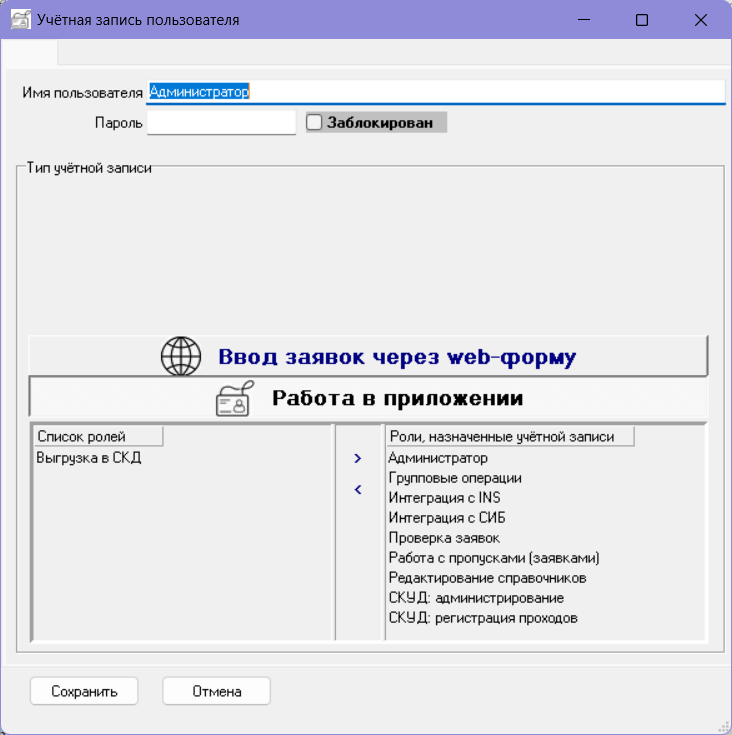 Учётная запись пользователя
Имя пользователя Администратор
Пароль Заблокирован
Тип учётной записи
Ввод заявок через web-форму
Работа в приложении
Список ролей
Выгрузка в СКД
>
<
Роли, назначенные учётной записи
Администратор
Групповые операции
Интеграция с INS
Интеграция с СИБ
Проверка заявок
Работа с пропусками (заявками)
Редактирование справочников
СКУД: администрирование
СКУД: регистрация проходов
Сохранить Отмена